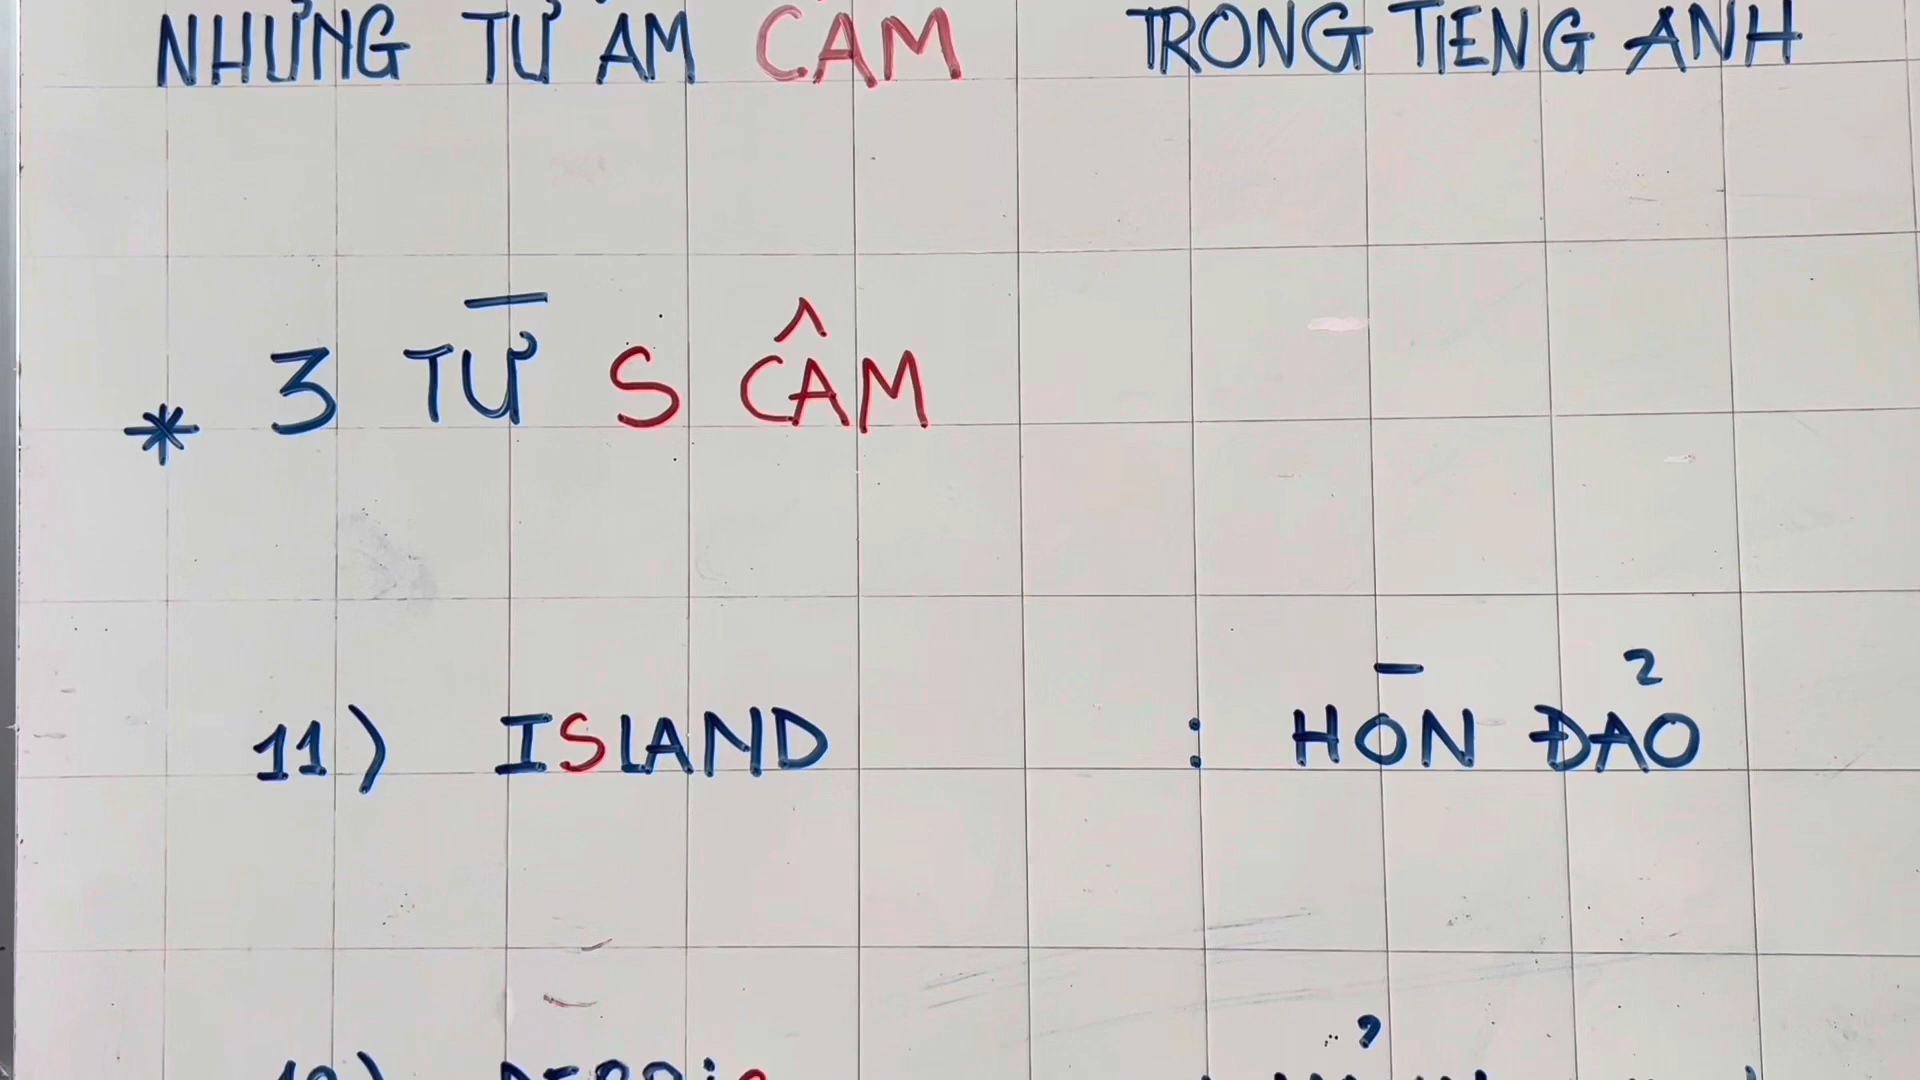 NHỮNG TỪ ÂM CÂM TRONG TIẾNG ANH
* 3 TỪ S CÂM
11) ISLAND : HÒN ĐẢO